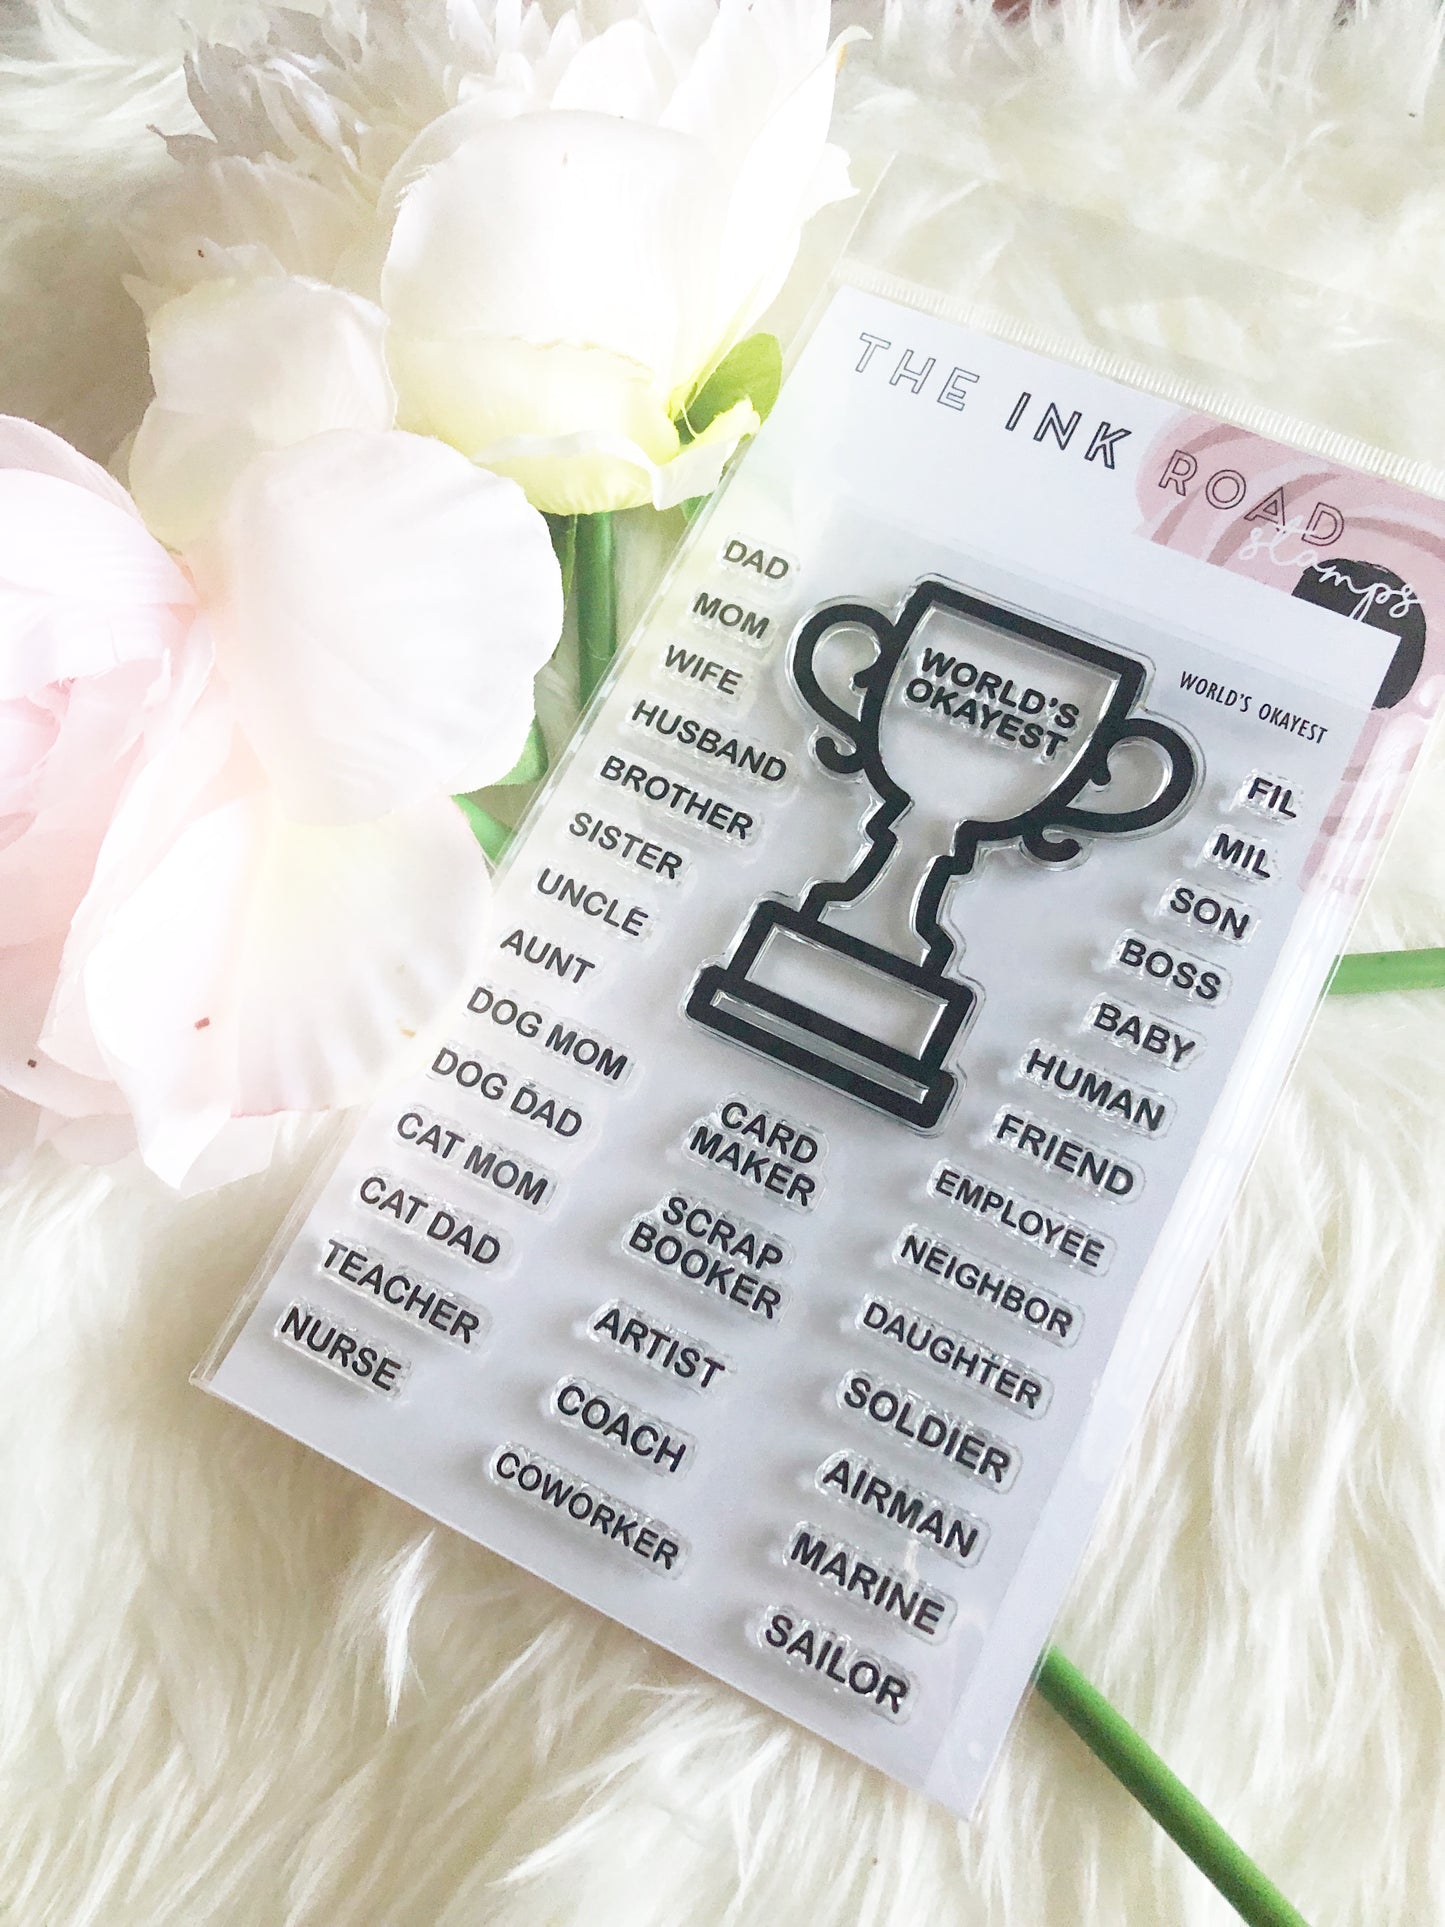 THE INK ROAD
stamps
WORLD'S OKAYEST
WORLD'S
OKAYEST
DAD
MOM
WIFE
HUSBAND
BROTHER
SISTER
UNCLE
AUNT
DOG MOM
DOG DAD
CAT MOM
CAT DAD
TEACHER
NURSE
CARD
MAKER
SCRAP
BOOKER
ARTIST
COACH
COWORKER
FIL
MIL
SON
BOSS
BABY
HUMAN
FRIEND
EMPLOYEE
NEIGHBOR
DAUGHTER
SOLDIER
AIRMAN
MARINE
SAILOR